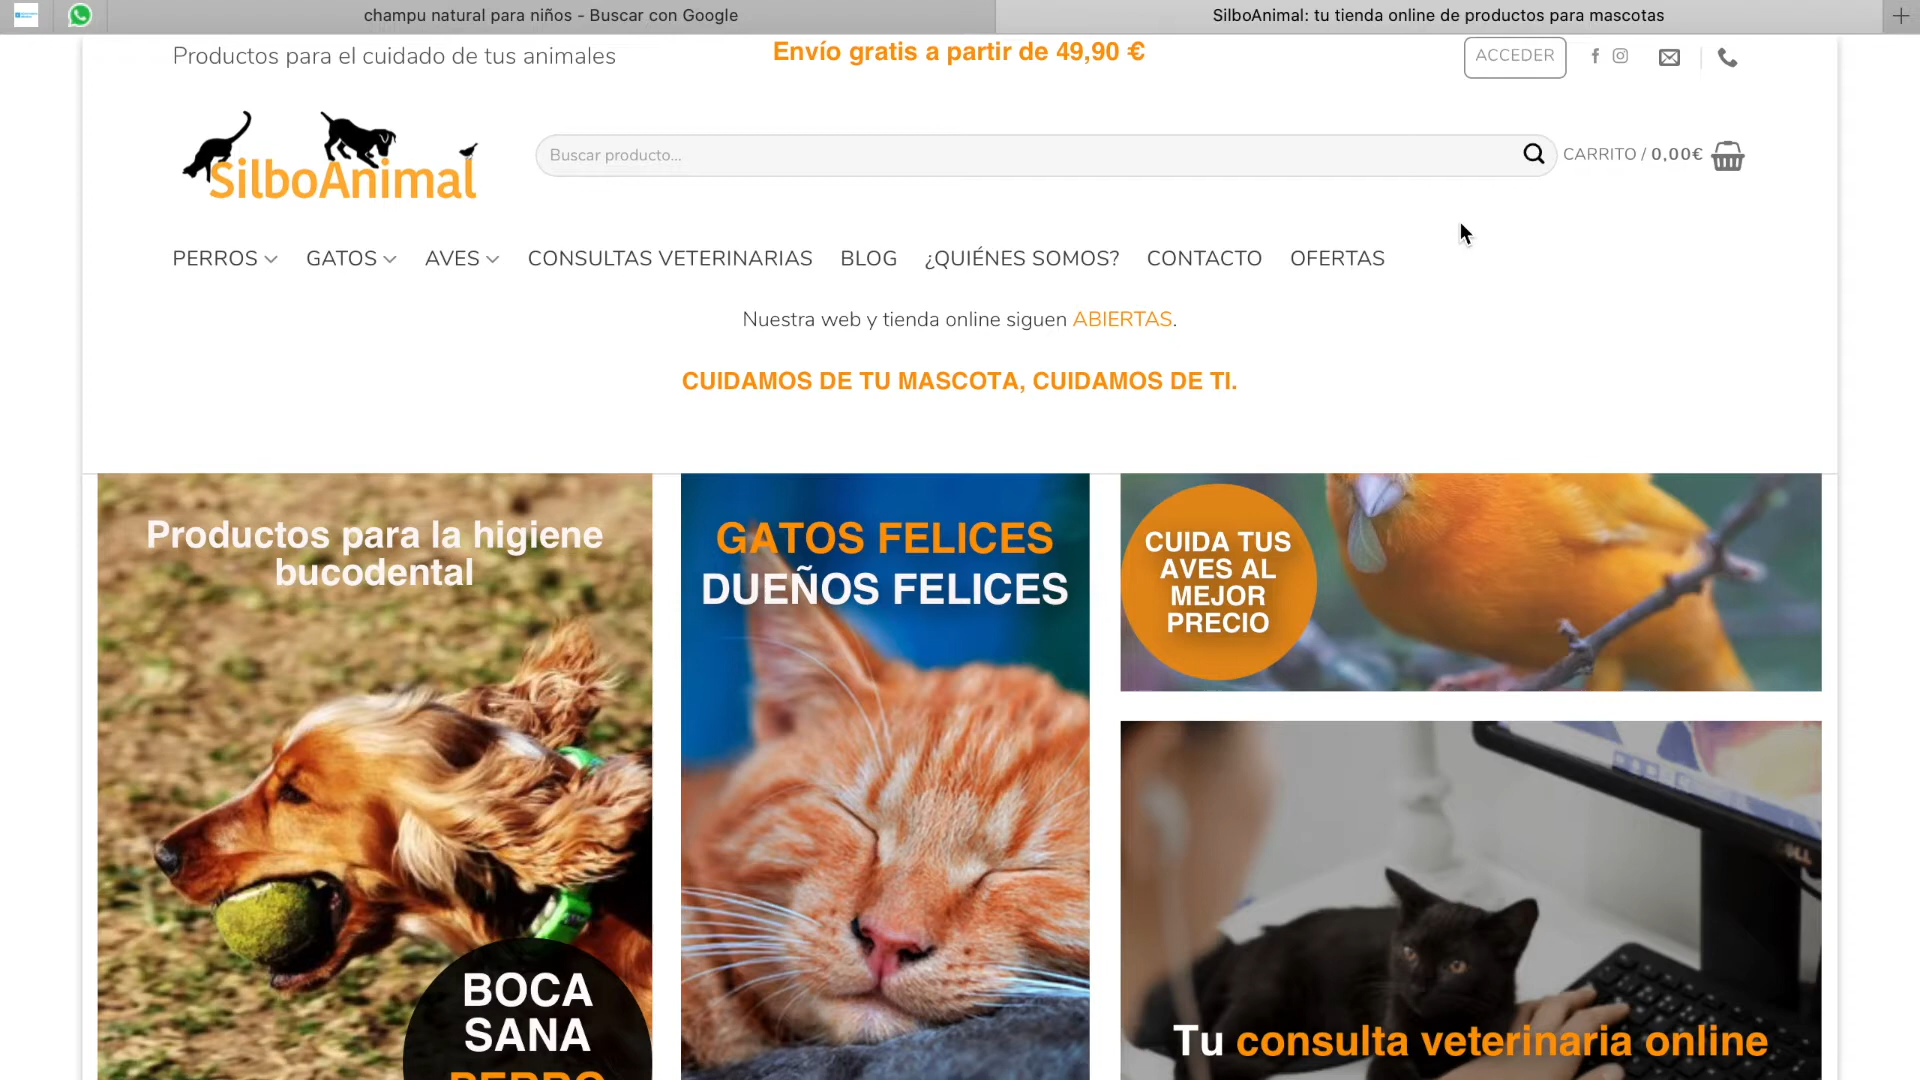 champu natural para niños - Buscar con Google
SilboAnimal: tu tienda online de productos para mascotas
Productos para el cuidado de tus animales
Envío gratis a partir de 49,90 €
ACCEDER
SilboAnimal
Buscar producto...
CARRITO / 0,00€
PERROS GATOS AVES CONSULTAS VETERINARIAS BLOG ¿QUIÉNES SOMOS? CONTACTO OFERTAS
Nuestra web y tienda online siguen ABIERTAS.
CUIDAMOS DE TU MASCOTA, CUIDAMOS DE TI.
Productos para la higiene
bucodental
BOCA
SANA
PERRO
GATOS FELICES
DUEÑOS FELICES
CUIDA TUS
AVES AL
MEJOR
PRECIO
DELL
Tu consulta veterinaria online